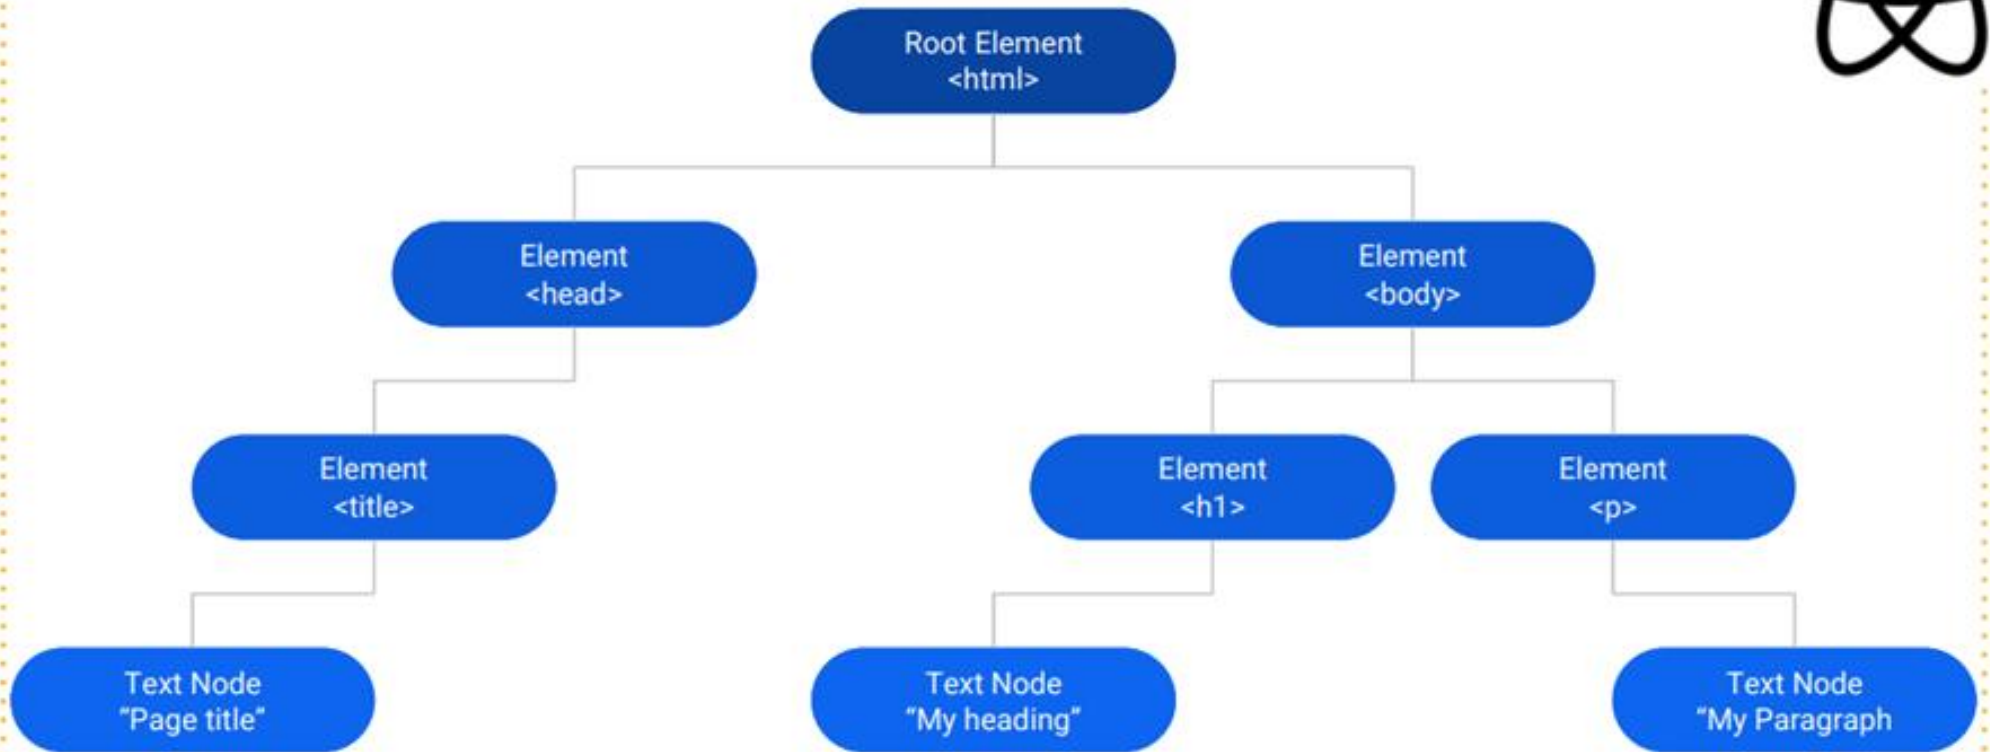 Root Element
<html>
Element
<head>
Element
<body>
Element
<title>
Element
<h1>
Element
<p>
Text Node
“Page title”
Text Node
“My heading”
Text Node
“My Paragraph